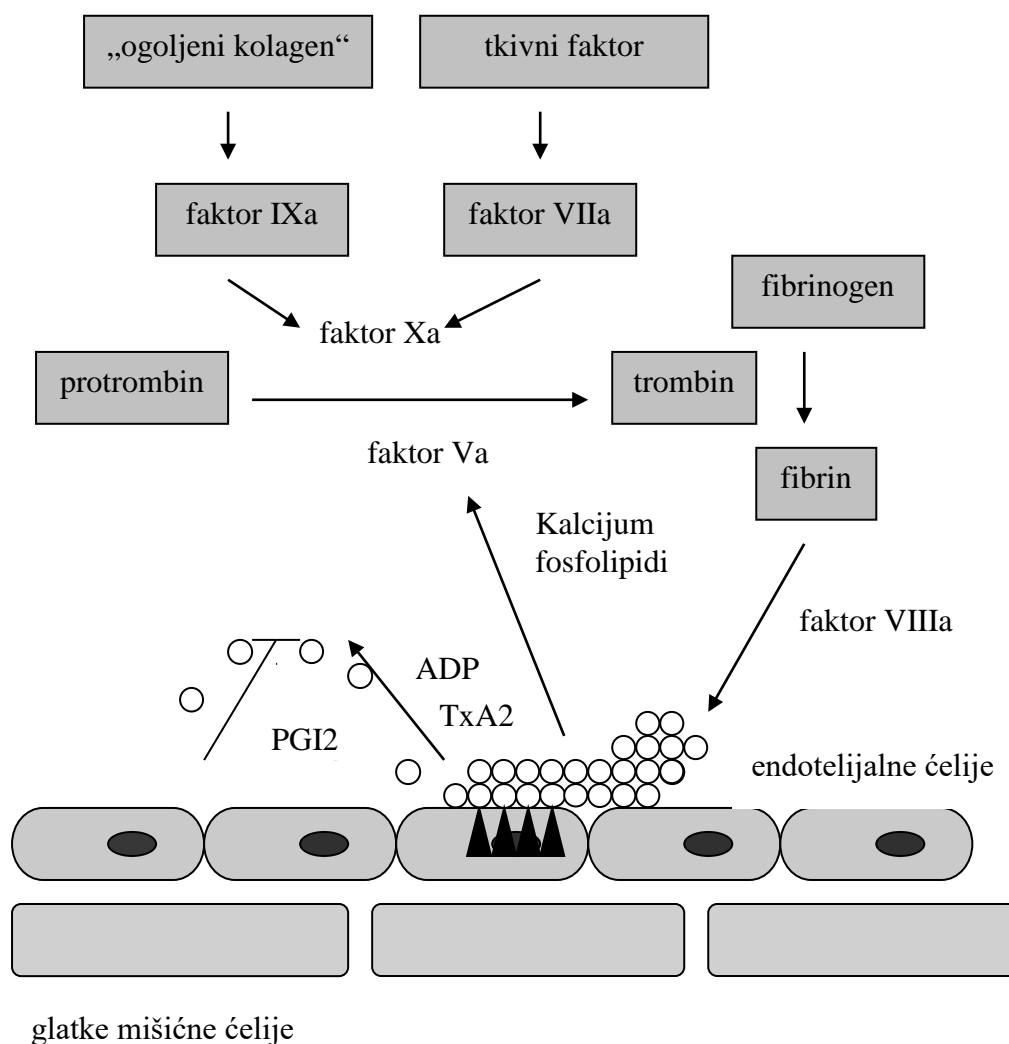 „ogoljeni kolagen“
tkivni faktor
faktor IXa
faktor VIIa
fibrinogen
faktor Xa
protrombin
trombin
faktor Va
fibrin
Kalcijum
fosfolipidi
faktor VIIIa
ADP
TxA2
PGI2
endotelijalne ćelije
glatke mišićne ćelije